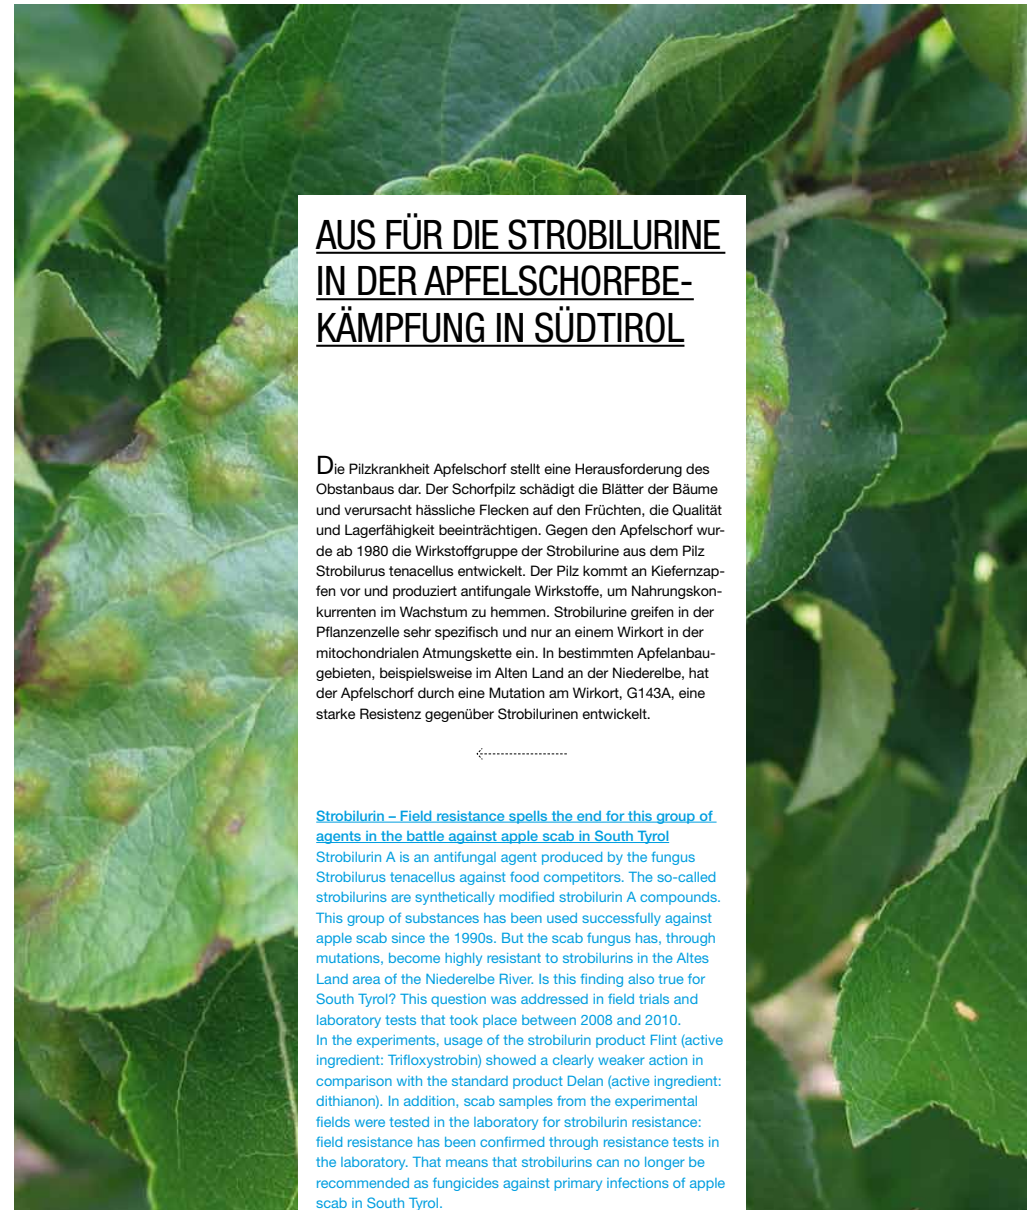 AUS FÜR DIE STROBILURINE
IN DER APFELSCHORFBE-
KÄMPFUNG IN SÜDTIROL
Die Pilzkrankheit Apfelschorf stellt eine Herausforderung des
Obstanbaus dar. Der Schorfpilz schädigt die Blätter der Bäume
und verursacht hässliche Flecken auf den Früchten, die Qualität
und Lagerfähigkeit beeinträchtigen. Gegen den Apfelschorf wur-
de ab 1980 die Wirkstoffgruppe der Strobilurine aus dem Pilz
Strobilurus tenacellus entwickelt. Der Pilz kommt an Kiefernzap-
fen vor und produziert antifungale Wirkstoffe, um Nahrungskon-
kurrenten im Wachstum zu hemmen. Strobilurine greifen in der
Pflanzenzelle sehr spezifisch und nur an einem Wirkort in der
mitochondrialen Atmungskette ein. In bestimmten Apfelanbau-
gebieten, beispielsweise im Alten Land an der Niederelbe, hat
der Apfelschorf durch eine Mutation am Wirkort, G143A, eine
starke Resistenz gegenüber Strobilurinen entwickelt.
Strobilurin – Field resistance spells the end for this group of
agents in the battle against apple scab in South Tyrol
Strobilurin A is an antifungal agent produced by the fungus
Strobilurus tenacellus against food competitors. The so-called
strobilurins are synthetically modified strobilurin A compounds.
This group of substances has been used successfully against
apple scab since the 1990s. But the scab fungus has, through
mutations, become highly resistant to strobilurins in the Altes
Land area of the Niederelbe River. Is this finding also true for
South Tyrol? This question was addressed in field trials and
laboratory tests that took place between 2008 and 2010.
In the experiments, usage of the strobilurin product Flint (active
ingredient: Trifloxystrobin) showed a clearly weaker action in
comparison with the standard product Delan (active ingredient:
dithianon). In addition, scab samples from the experimental
fields were tested in the laboratory for strobilurin resistance:
field resistance has been confirmed through resistance tests in
the laboratory. That means that strobilurins can no longer be
recommended as fungicides against primary infections of apple
scab in South Tyrol.